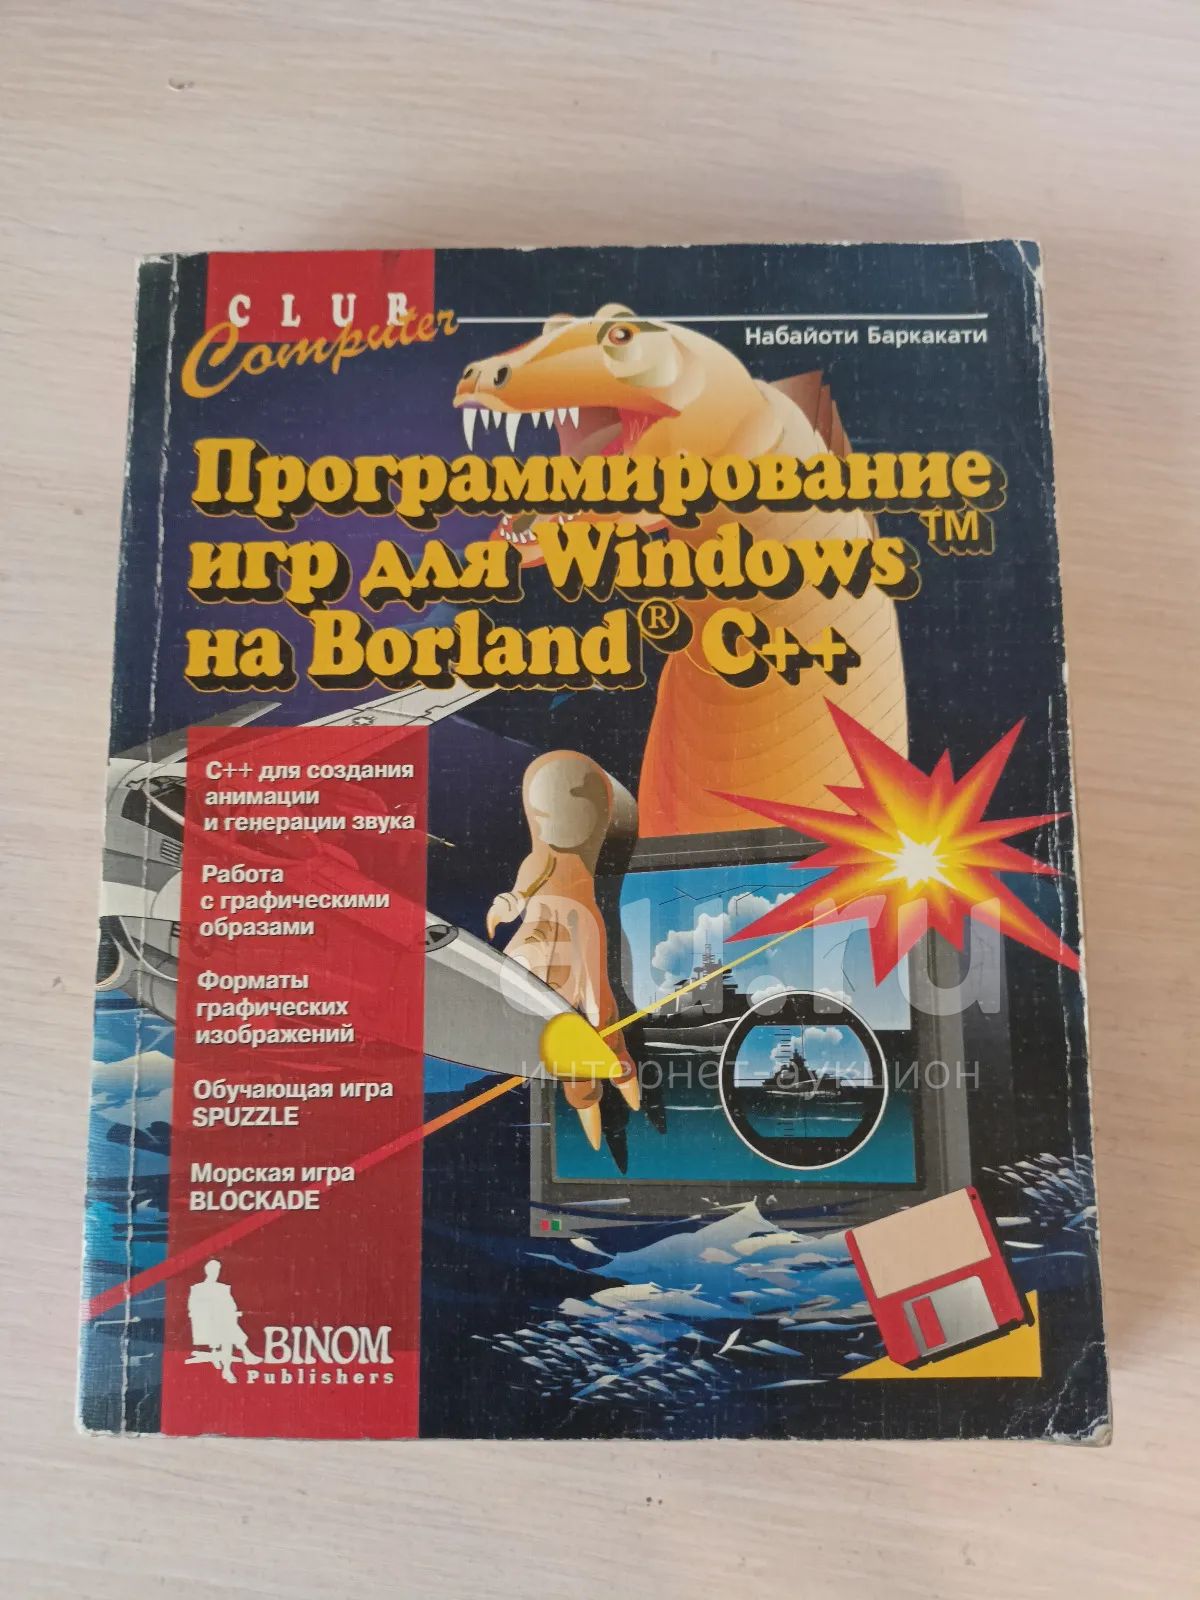 CLUB
Computer
Набайоти Баркакати
Программирование
игр для Windows™
на Borland® C++
C++ для создания
анимации
и генерации звука
Работа
с графическими
образами
Форматы
графических
изображений
Обучающая игра
SPUZZLE
Морская игра
BLOCKADE
BINOM
Publishers
au.ru
интернет-аукцион